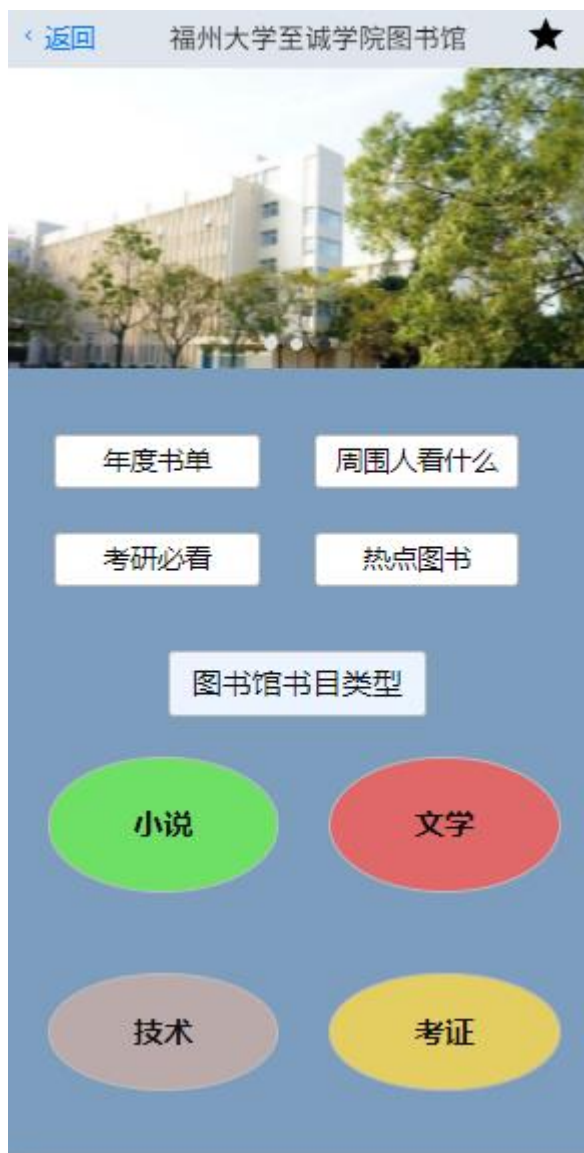 返回 福州大学至诚学院图书馆
年度书单 周围人看什么
考研必看 热点图书
图书馆书目类型
小说 文学
技术 考证